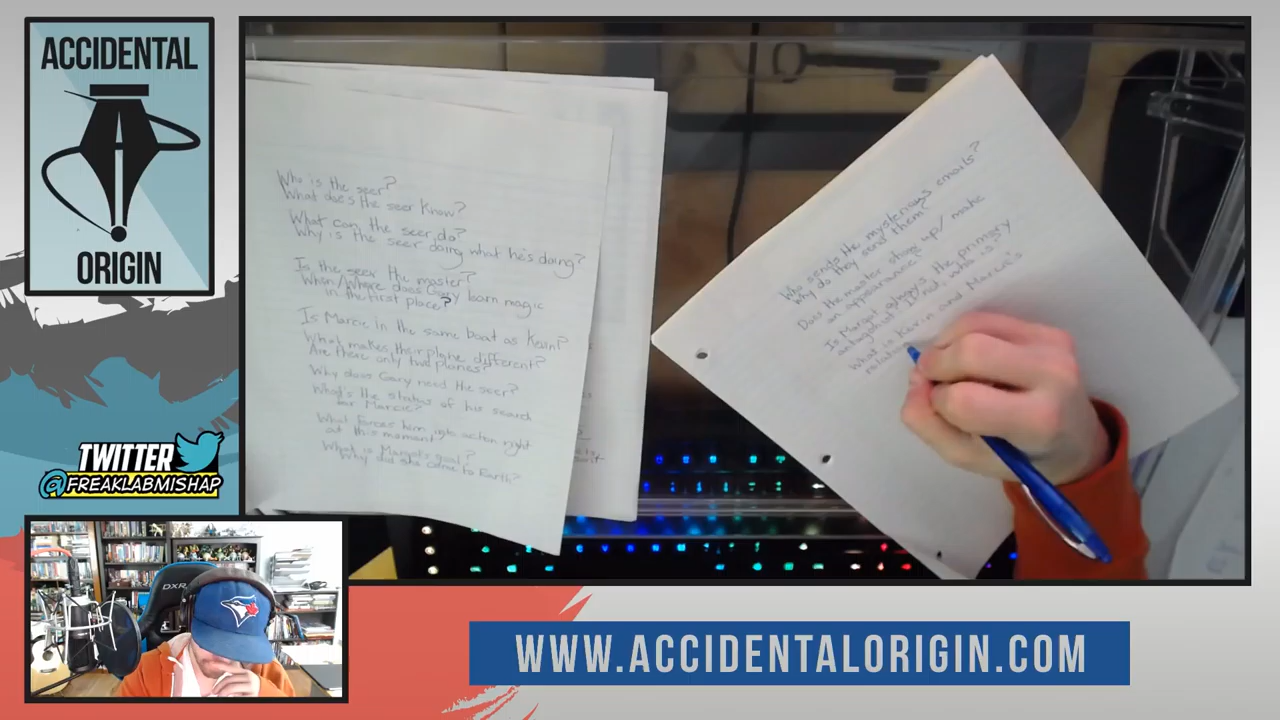 ACCIDENTAL
ORIGIN
TWITTER
@FREAKLABMISHAP
DXR
Who is the seer?
What does the seer know?
What can the seer do?
Why is the seer doing what he's doing?
Is the seer the master?
When/Where does Gary learn magic
in the first place?
Is Marcie in the same boat as Kevin?
What makes their plane different?
Are there only two planes?
Why does Gary need the seer?
What's the status of his search
for Marcie?
What forces him into action right
at this moment?
What is Margot's goal?
Why did she come to Earth?
Who sends the mysterious emails?
Why do they send them?
Does the master show up/make
an appearance?
Is Margot always the primary
antagonist? If not, who is?
What is Kevin and Marcie's
relation
WWW.ACCIDENTALORIGIN.COM